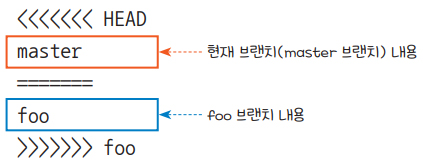 <<<<<<< HEAD
master 현재 브랜치(master 브랜치) 내용
=======
foo foo 브랜치 내용
>>>>>>> foo